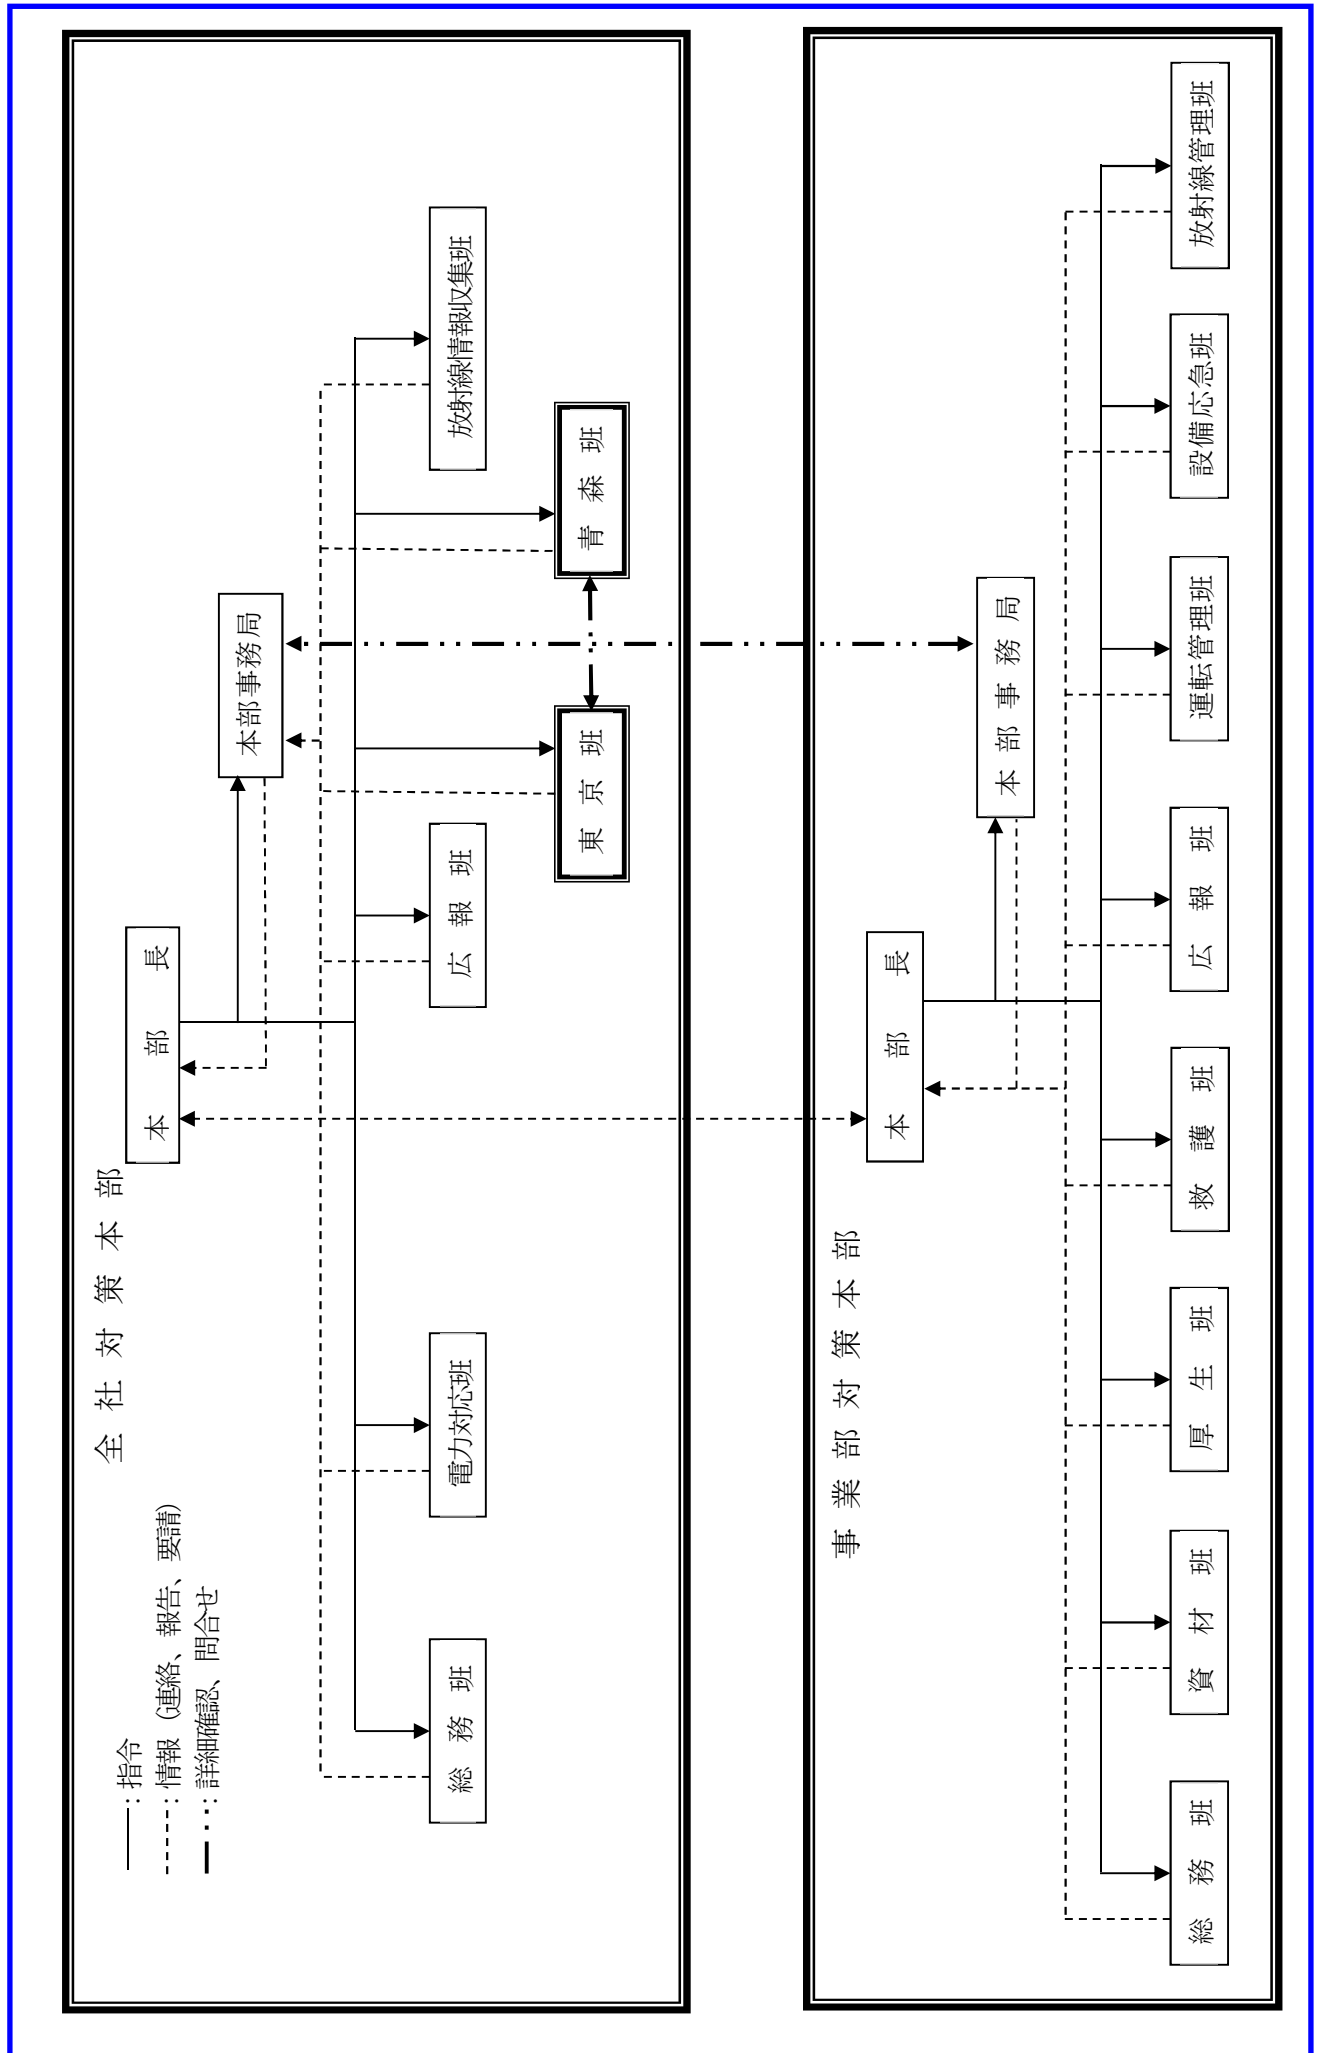 ：指令
：情報（連絡、報告、要請）
：詳細確認、問合せ
全社対策本部
本部長
本部事務局
総務班
電力対応班
広報班
放射線情報収集班
東京班
青森班
事業部対策本部
本部長
本部事務局
総務班
資材班
厚生班
救護班
広報班
運転管理班
設備応急班
放射線管理班